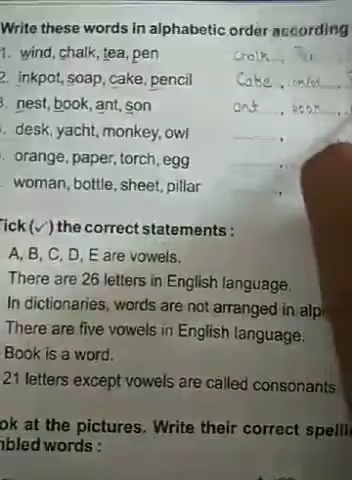 Write these words in alphabetic order according
1. wind, chalk, tea, pen
2. inkpot, soap, cake, pencil Cake,
3. nest, book, ant, son ant, book,
desk, yacht, monkey, owl
orange, paper, torch, egg
woman, bottle, sheet, pillar
Tick (✓) the correct statements :
A, B, C, D, E are vowels.
There are 26 letters in English language.
In dictionaries, words are not arranged in alp
There are five vowels in English language.
Book is a word.
21 letters except vowels are called consonants
ok at the pictures. Write their correct spelli
mbled words :